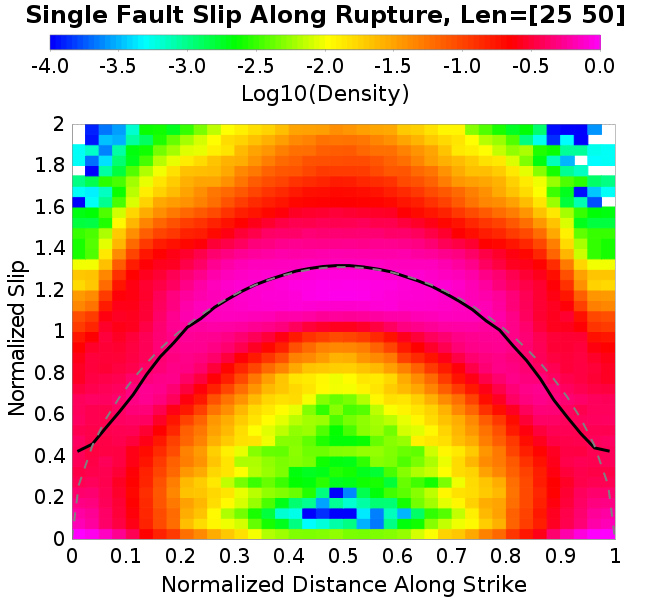 Single Fault Slip Along Rupture, Len=[25 50]
-4.0 -3.5 -3.0 -2.5 -2.0 -1.5 -1.0 -0.5 0.0
Log10(Density)
2
1.8
1.6
1.4
1.2
1
0.8
0.6
0.4
0.2
0
Normalized Slip
0 0.1 0.2 0.3 0.4 0.5 0.6 0.7 0.8 0.9 1
Normalized Distance Along Strike